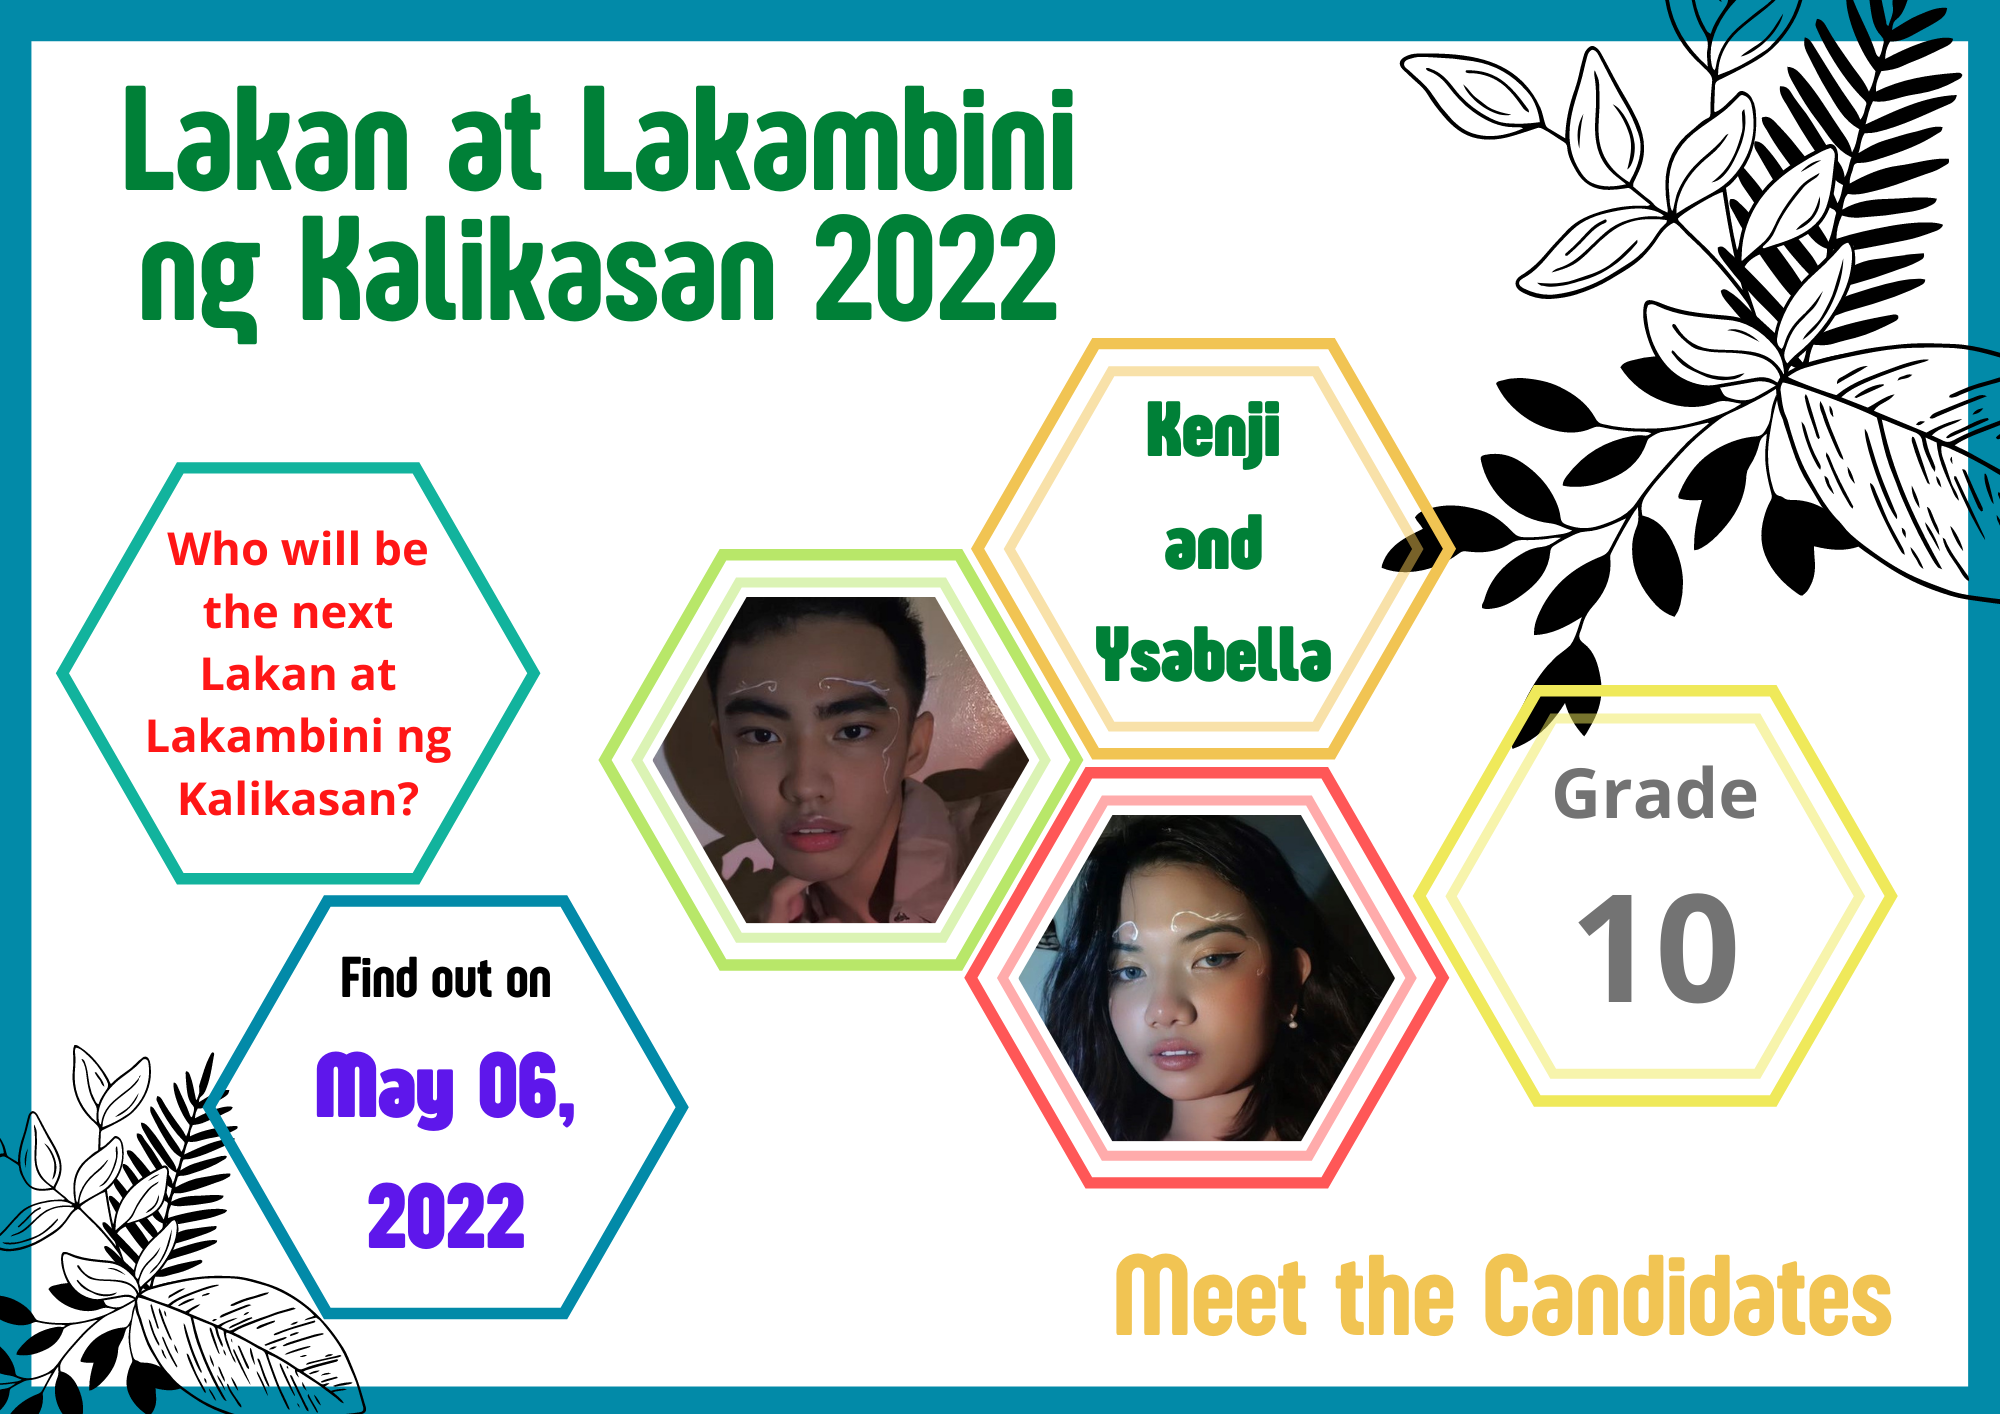 Lakan at Lakambini
ng Kalikasan 2022
Who will be
the next
Lakan at
Lakambini ng
Kalikasan?
Find out on
May 06,
2022
Kenji
and
Ysabella
Grade
10
Meet the Candidates